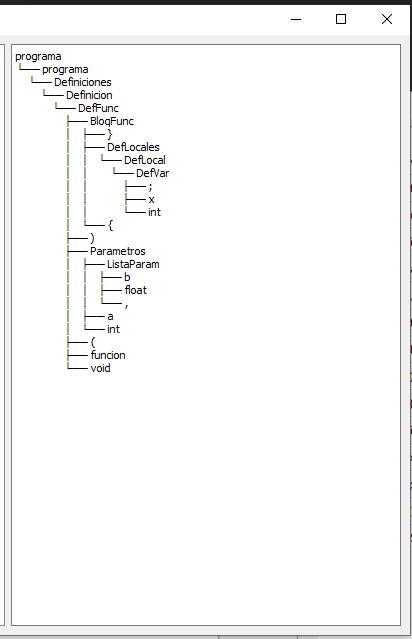 programa
programa
Definiciones
Definicion
DefFunc
BloqFunc
}
DefLocales
DefLocal
DefVar
;
x
int
{
)
Parametros
ListaParam
b
float
,
a
int
(
funcion
void